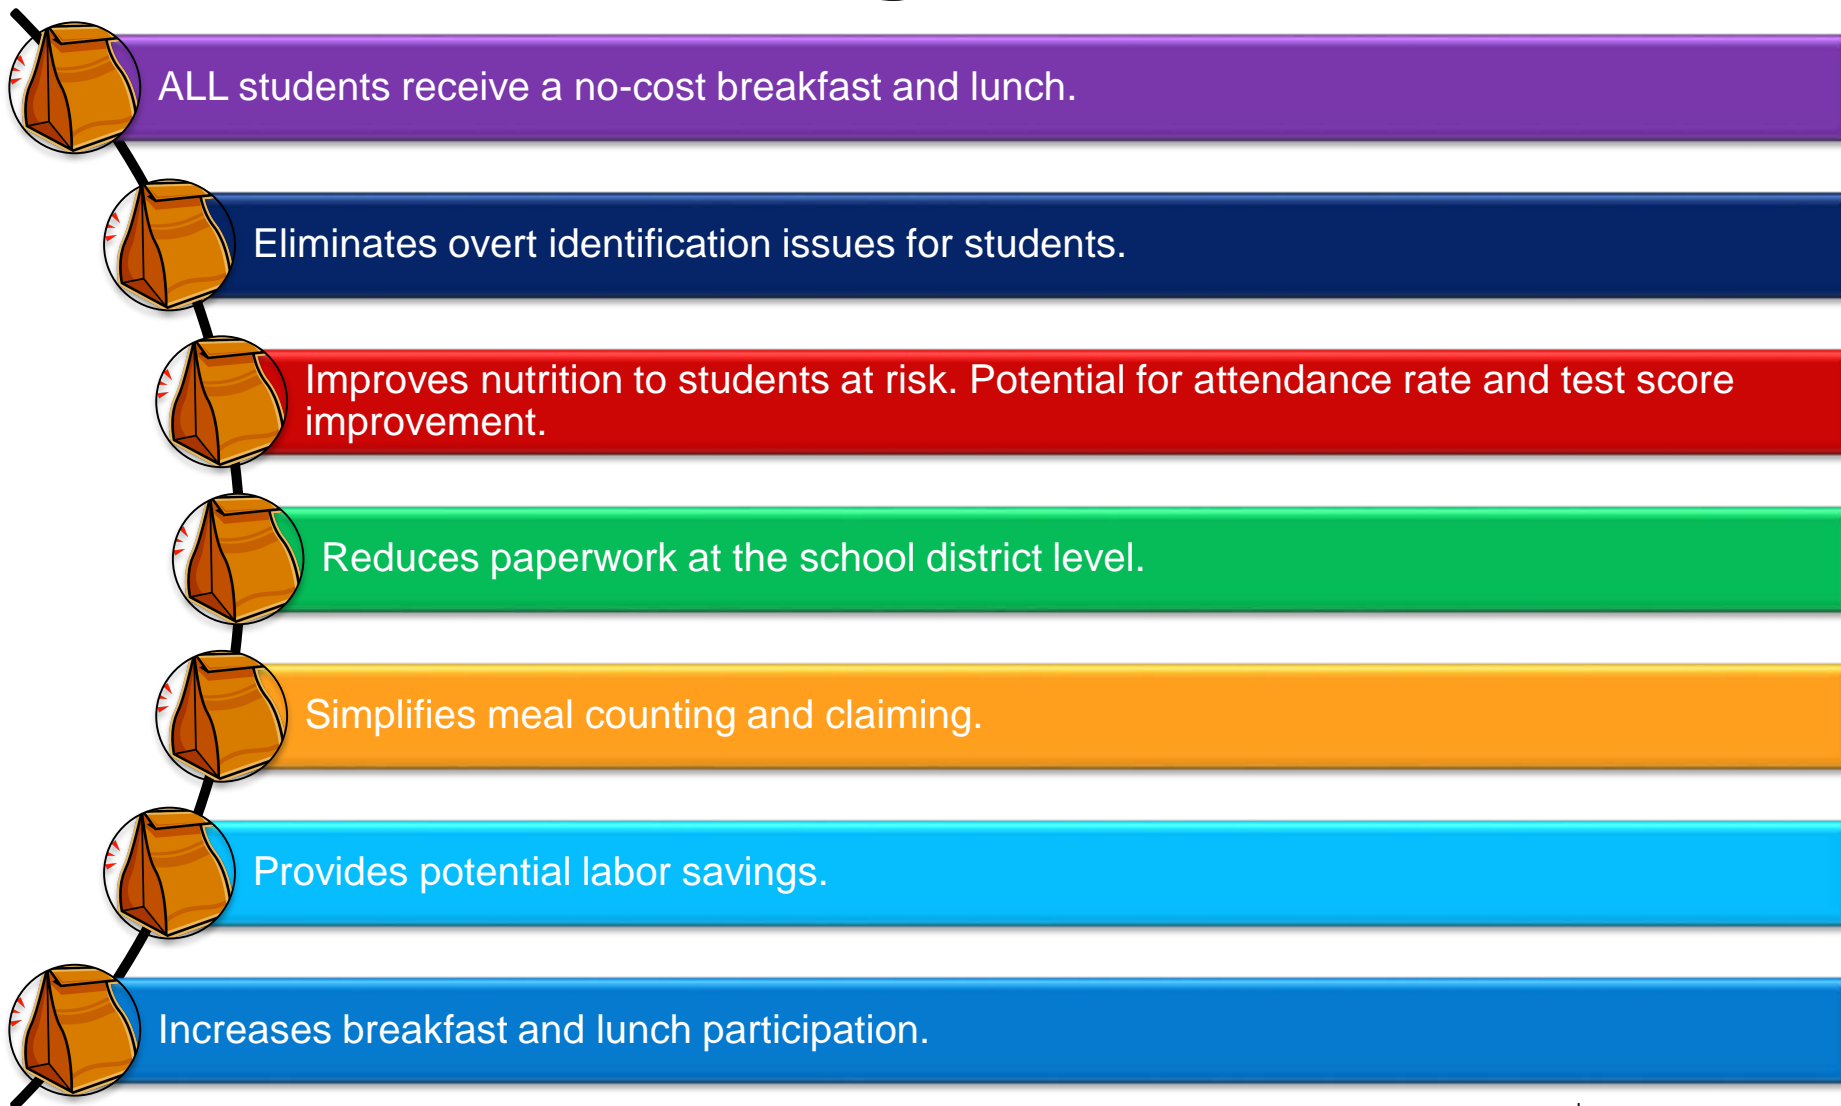 ALL students receive a no-cost breakfast and lunch.
Eliminates overt identification issues for students.
Improves nutrition to students at risk. Potential for attendance rate and test score
improvement.
Reduces paperwork at the school district level.
Simplifies meal counting and claiming.
Provides potential labor savings.
Increases breakfast and lunch participation.